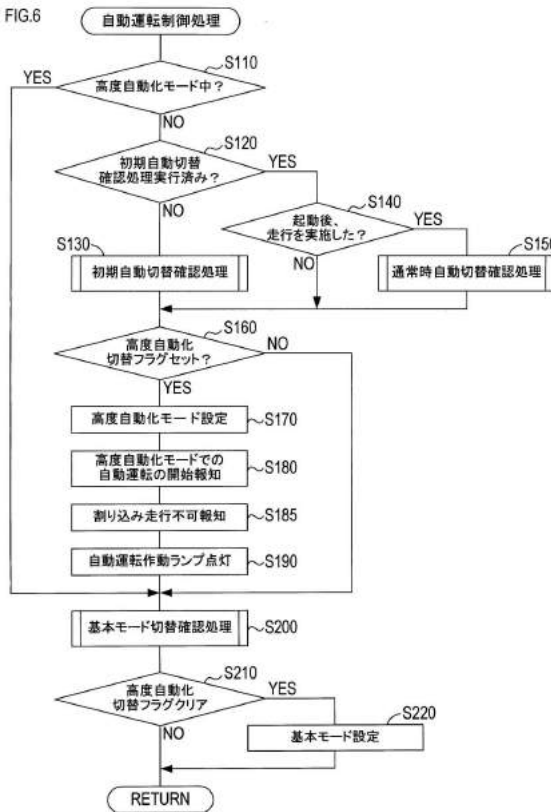 FIG.6
自動運転制御処理
S110
YES
高度自動化モード中?
NO
S120
初期自動切替
確認処理実行済み?
YES
NO
S140
起動後、
走行を実施した?
YES
NO
S130
初期自動切替確認処理
S150
通常時自動切替確認処理
S160
高度自動化
切替フラグセット?
NO
YES
高度自動化モード設定
S170
高度自動化モードでの
自動運転の開始報知
S180
割り込み走行不可報知
S185
自動運転作動ランプ点灯
S190
基本モード切替確認処理
S200
S210
高度自動化
切替フラグクリア
YES
NO
S220
基本モード設定
RETURN